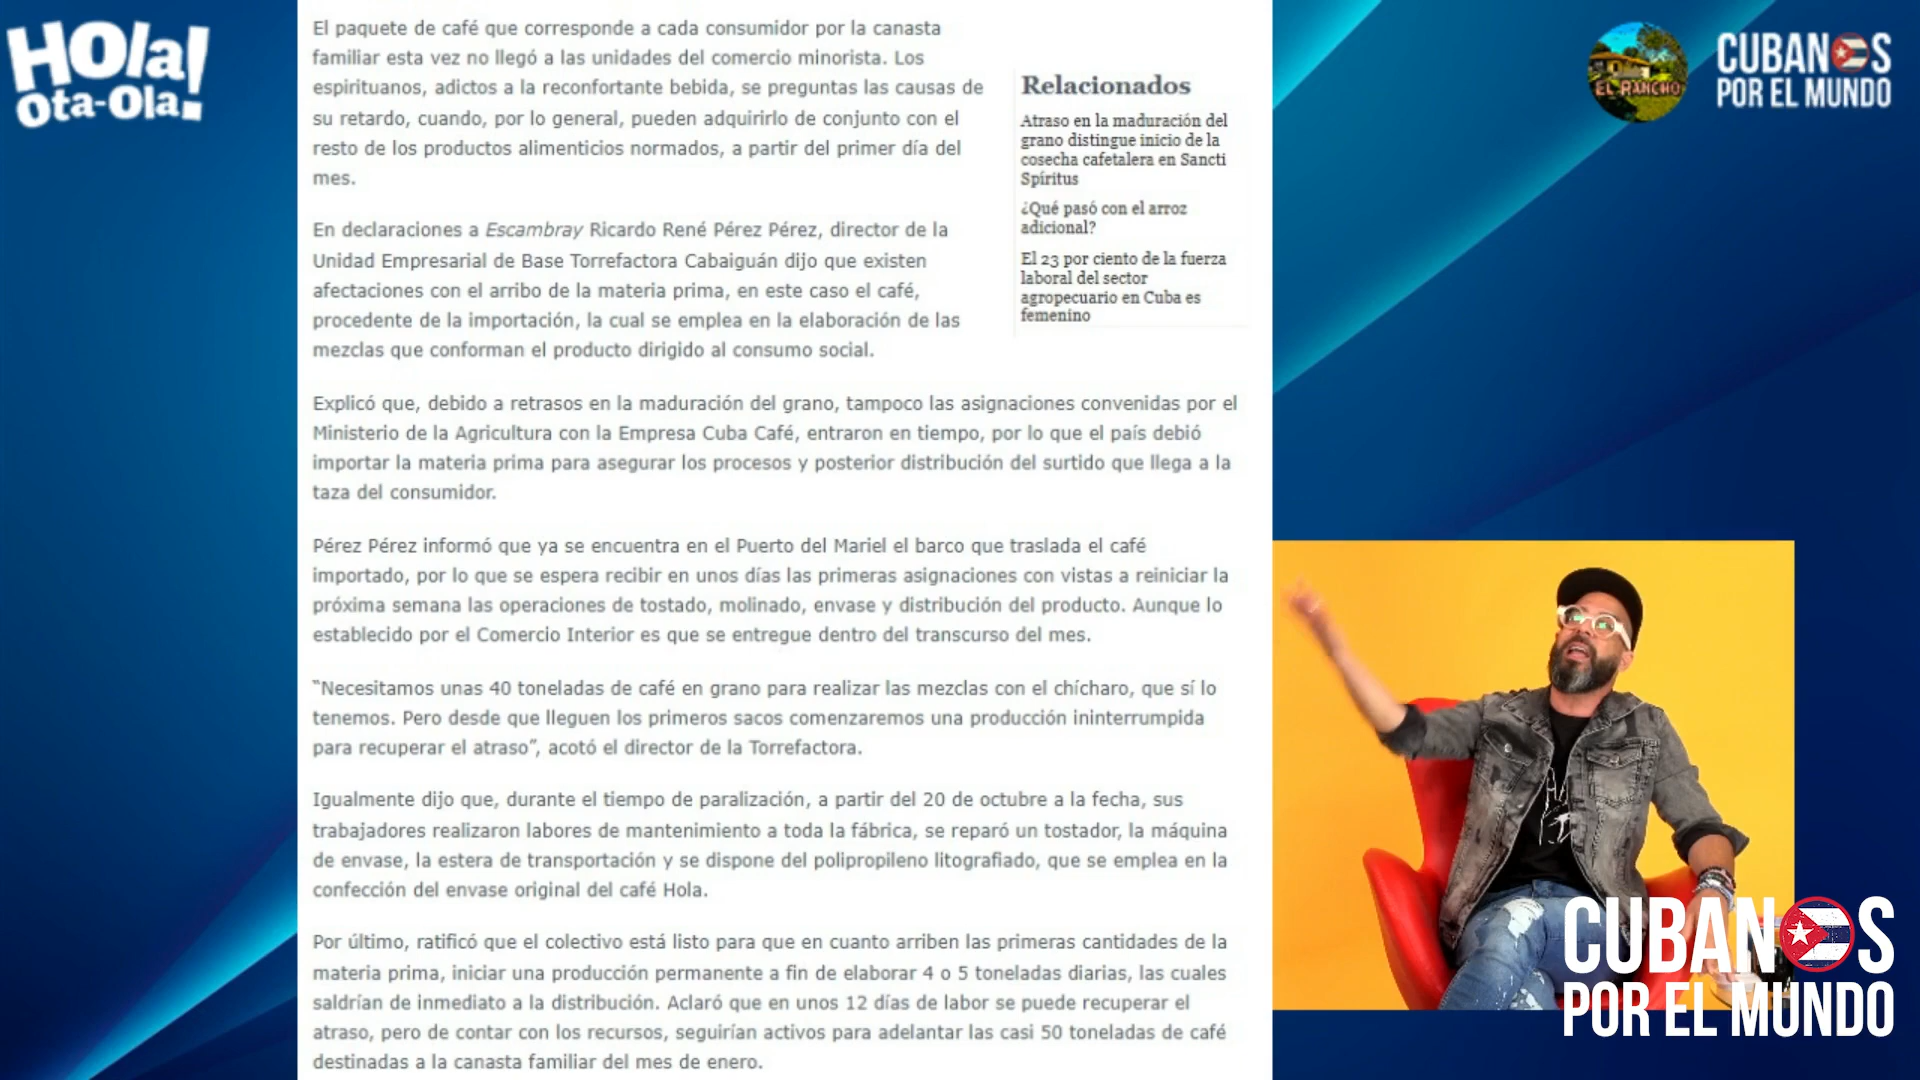 Hola!
Ota-Ola!
El paquete de café que corresponde a cada consumidor por la canasta
familiar esta vez no llegó a las unidades del comercio minorista. Los
espirituanos, adictos a la reconfortante bebida, se preguntas las causas de
su retardo, cuando, por lo general, pueden adquirirlo de conjunto con el
resto de los productos alimenticios normados, a partir del primer día del
mes.
En declaraciones a Escambray Ricardo René Pérez Pérez, director de la
Unidad Empresarial de Base Torrefactora Cabaiguán dijo que existen
afectaciones con el arribo de la materia prima, en este caso el café,
procedente de la importación, la cual se emplea en la elaboración de las
mezclas que conforman el producto dirigido al consumo social.
Explicó que, debido a retrasos en la maduración del grano, tampoco las asignaciones convenidas por el
Ministerio de la Agricultura con la Empresa Cuba Café, entraron en tiempo, por lo que el país debió
importar la materia prima para asegurar los procesos y posterior distribución del surtido que llega a la
taza del consumidor.
Pérez Pérez informó que ya se encuentra en el Puerto del Mariel el barco que traslada el café
importado, por lo que se espera recibir en unos días las primeras asignaciones con vistas a reiniciar la
próxima semana las operaciones de tostado, molinado, envase y distribución del producto. Aunque lo
establecido por el Comercio Interior es que se entregue dentro del transcurso del mes.
“Necesitamos unas 40 toneladas de café en grano para realizar las mezclas con el chícharo, que sí lo
tenemos. Pero desde que lleguen los primeros sacos comenzaremos una producción ininterrumpida
para recuperar el atraso”, acotó el director de la Torrefactora.
Igualmente dijo que, durante el tiempo de paralización, a partir del 20 de octubre a la fecha, sus
trabajadores realizaron labores de mantenimiento a toda la fábrica, se reparó un tostador, la máquina
de envase, la estera de transportación y se dispone del polipropileno litografiado, que se emplea en la
confección del envase original del café Hola.
Por último, ratificó que el colectivo está listo para que en cuanto arriben las primeras cantidades de la
materia prima, iniciar una producción permanente a fin de elaborar 4 o 5 toneladas diarias, las cuales
saldrían de inmediato a la distribución. Aclaró que en unos 12 días de labor se puede recuperar el
atraso, pero de contar con los recursos, seguirían activos para adelantar las casi 50 toneladas de café
destinadas a la canasta familiar del mes de enero.
Relacionados
Atraso en la maduración del
grano distingue inicio de la
cosecha cafetalera en Sancti
Spíritus
¿Qué pasó con el arroz
adicional?
El 23 por ciento de la fuerza
laboral del sector
agropecuario en Cuba es
femenino
EL RANCHO
CUBANOS
POR EL MUNDO
CUBANOS
POR EL MUNDO